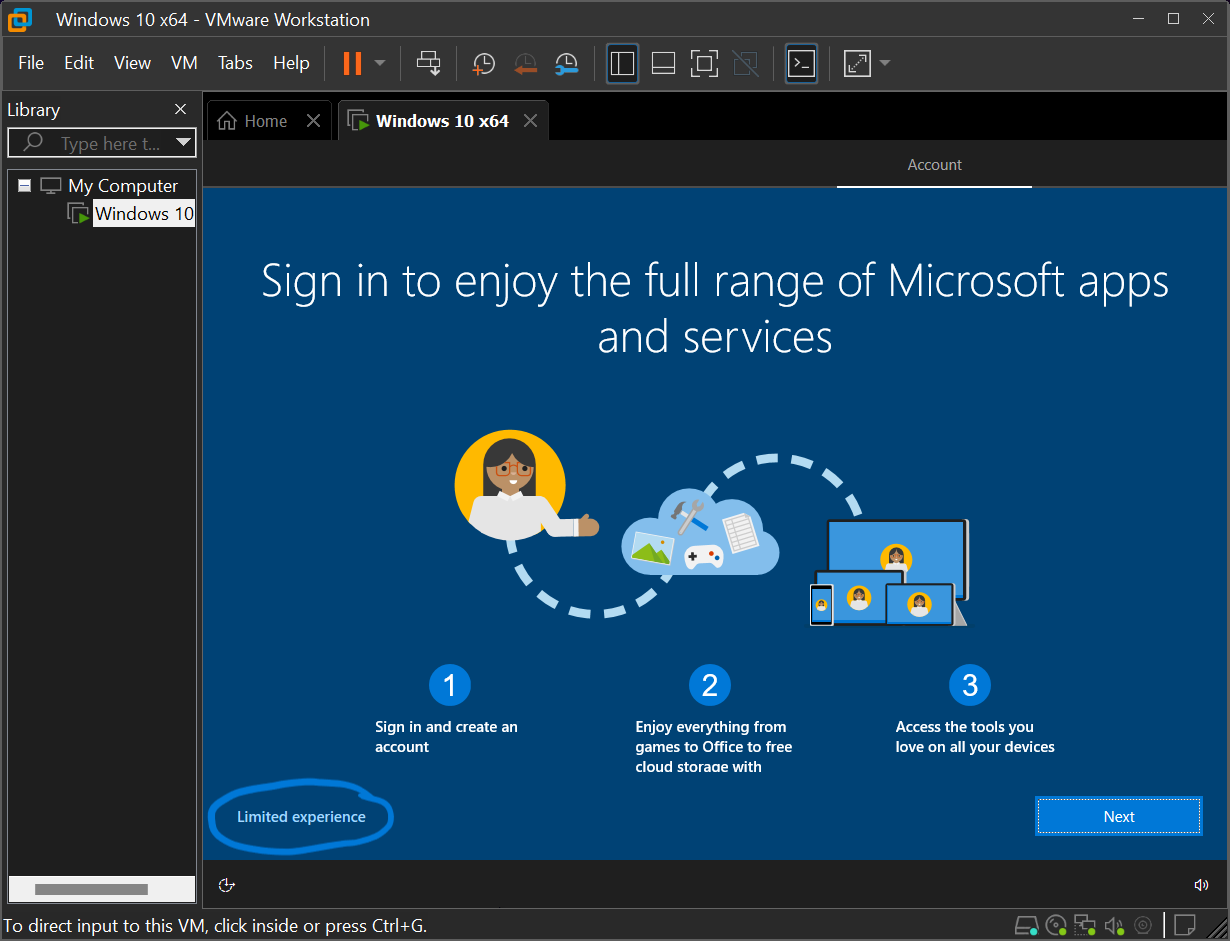 Windows 10 x64 - VMware Workstation
File Edit View VM Tabs Help
Library
Type here t...
My Computer
Windows 10
Home
Windows 10 x64
Account
Sign in to enjoy the full range of Microsoft apps
and services
1
Sign in and create an
account
2
Enjoy everything from
games to Office to free
cloud storage with
3
Access the tools you
love on all your devices
Limited experience
Next
To direct input to this VM, click inside or press Ctrl+G.